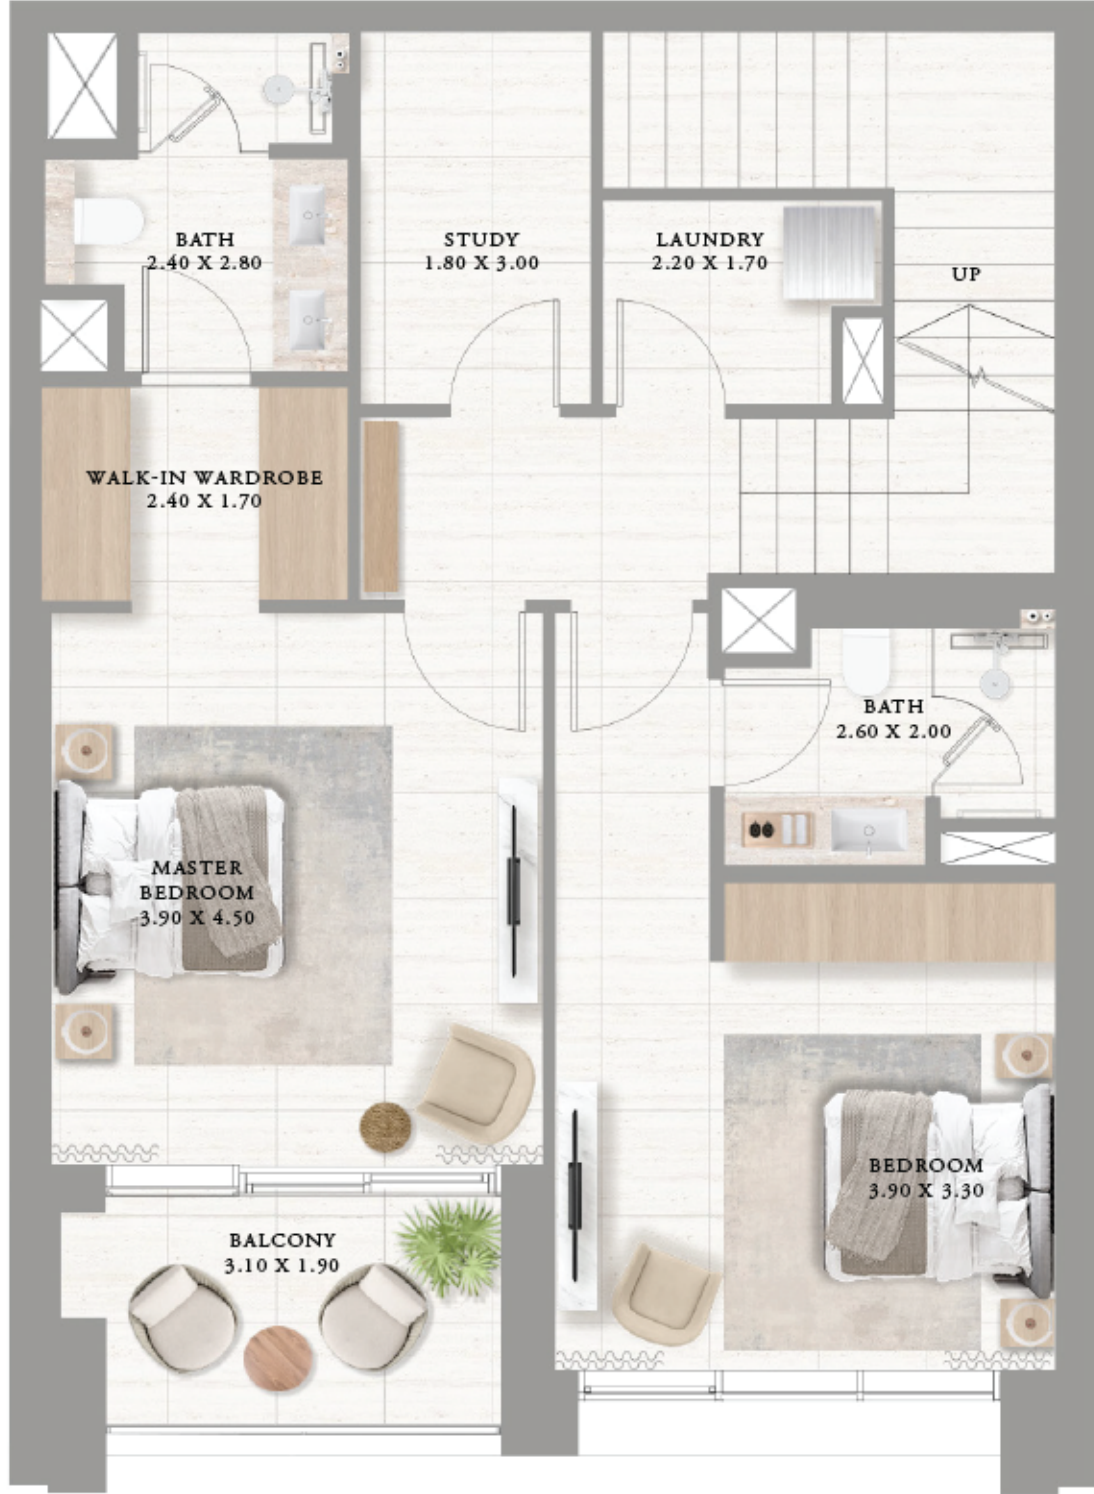 BATH
2.40 X 2.80
STUDY
1.80 X 3.00
LAUNDRY
2.20 X 1.70
UP
WALK-IN WARDROBE
2.40 X 1.70
BATH
2.60 X 2.00
MASTER
BEDROOM
3.90 X 4.50
BEDROOM
3.90 X 3.30
BALCONY
3.10 X 1.90